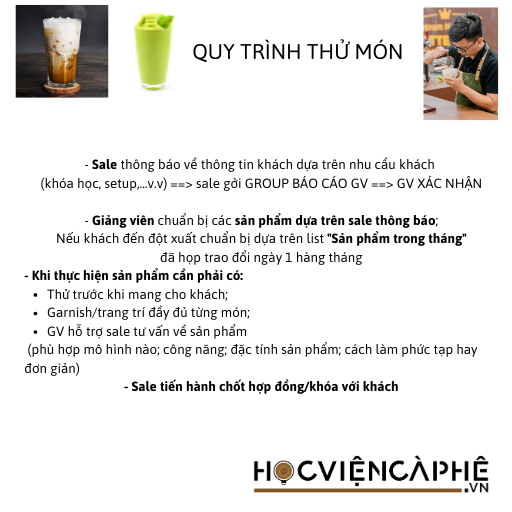 QUY TRÌNH THỬ MÓN
- Sale thông báo về thông tin khách dựa trên nhu cầu khách
(khóa học, setup,...v.v) ==> sale gởi GROUP BÁO CÁO GV ==> GV XÁC NHẬN
- Giảng viên chuẩn bị các sản phẩm dựa trên sale thông báo;
Nếu khách đến đột xuất chuẩn bị dựa trên list "Sản phẩm trong tháng"
đã họp trao đổi ngày 1 hàng tháng
- Khi thực hiện sản phẩm cần phải có:
• Thử trước khi mang cho khách;
• Garnish/trang trí đầy đủ từng món;
• GV hỗ trợ sale tư vấn về sản phẩm
(phù hợp mô hình nào; công năng; đặc tính sản phẩm; cách làm phức tạp hay
đơn giản)
- Sale tiến hành chốt hợp đồng/khóa với khách
HỌCVIỆNCÀPHÊ
.VN